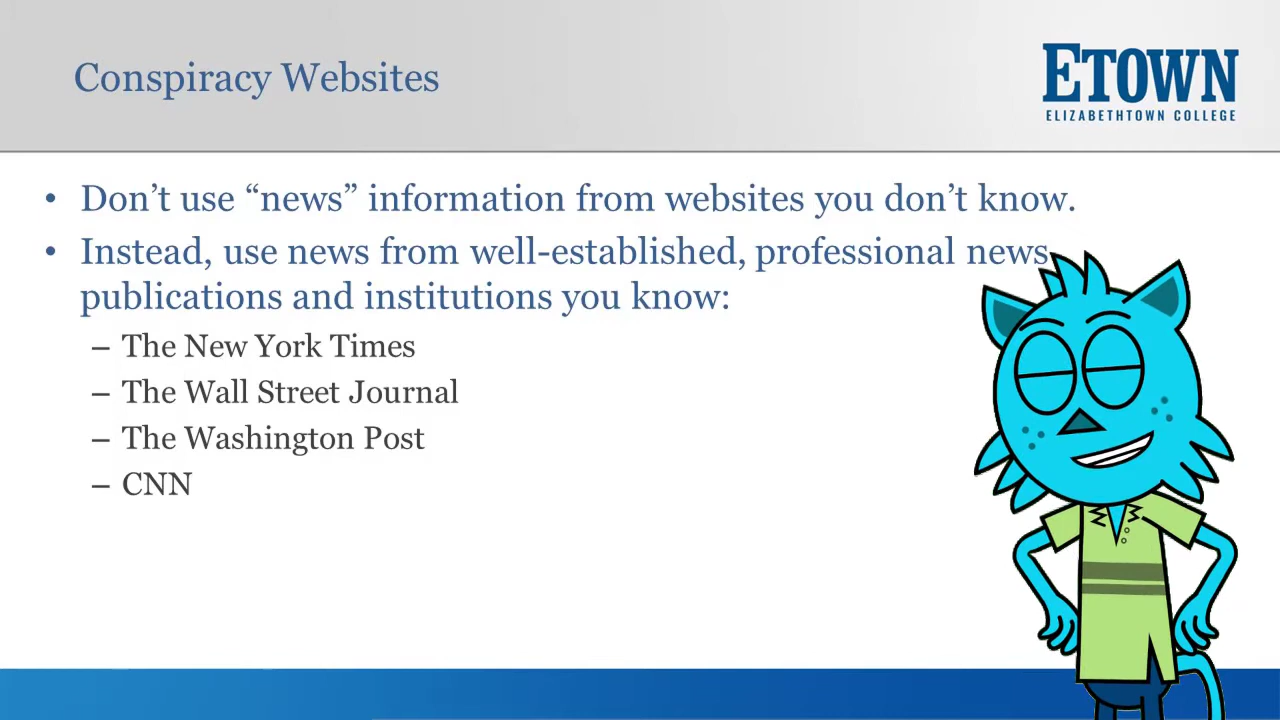 Conspiracy Websites
ETOWN
ELIZABETHTOWN COLLEGE
• Don’t use “news” information from websites you don’t know.
• Instead, use news from well-established, professional news
publications and institutions you know:
– The New York Times
– The Wall Street Journal
– The Washington Post
– CNN